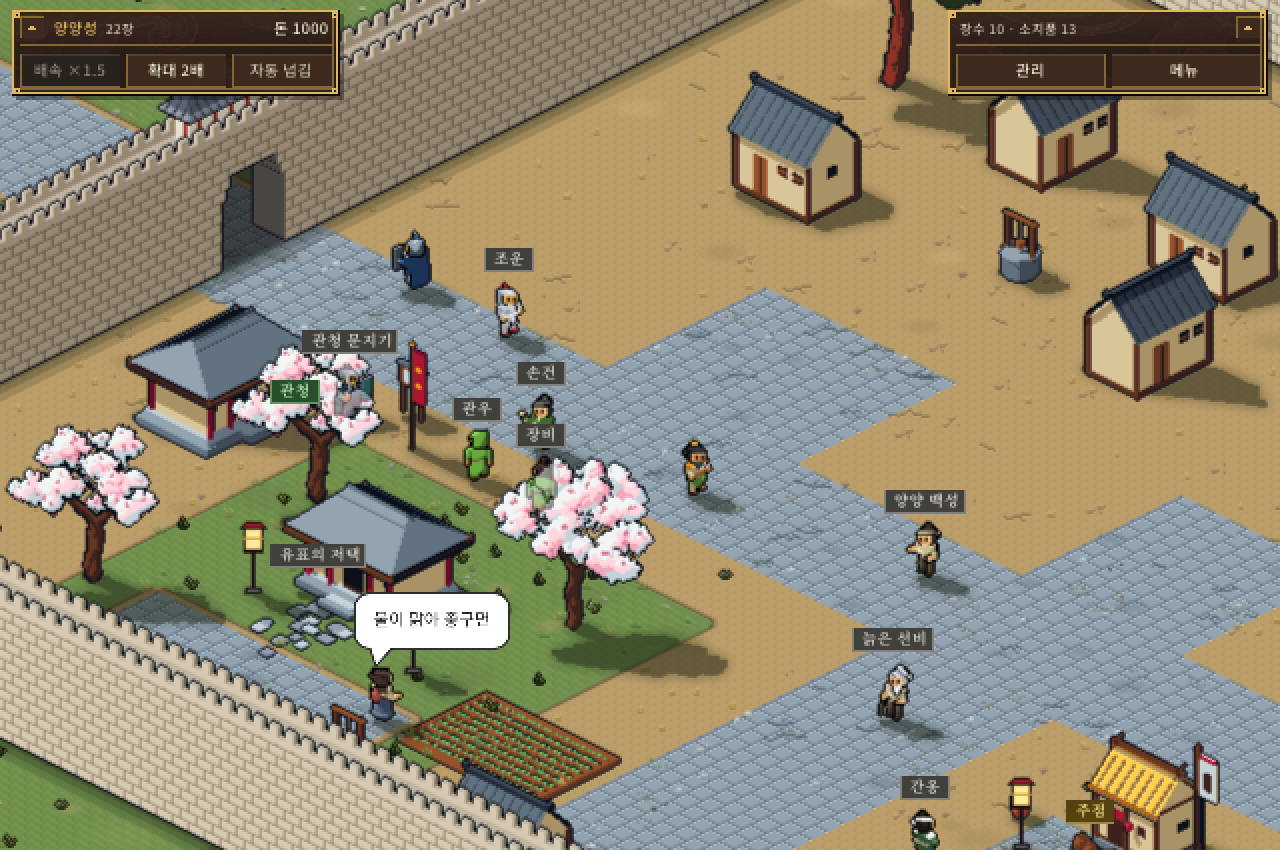 양양성 22장 돈 1000
배속 ×1.5 확대 2배 자동 넘김
장수 10 · 소지품 13
관리 메뉴
조운
관청 문지기
손건
관청
관우
장비
양양 백성
유표의 저택
물이 맑아 좋구먼
늙은 선비
간옹
주점